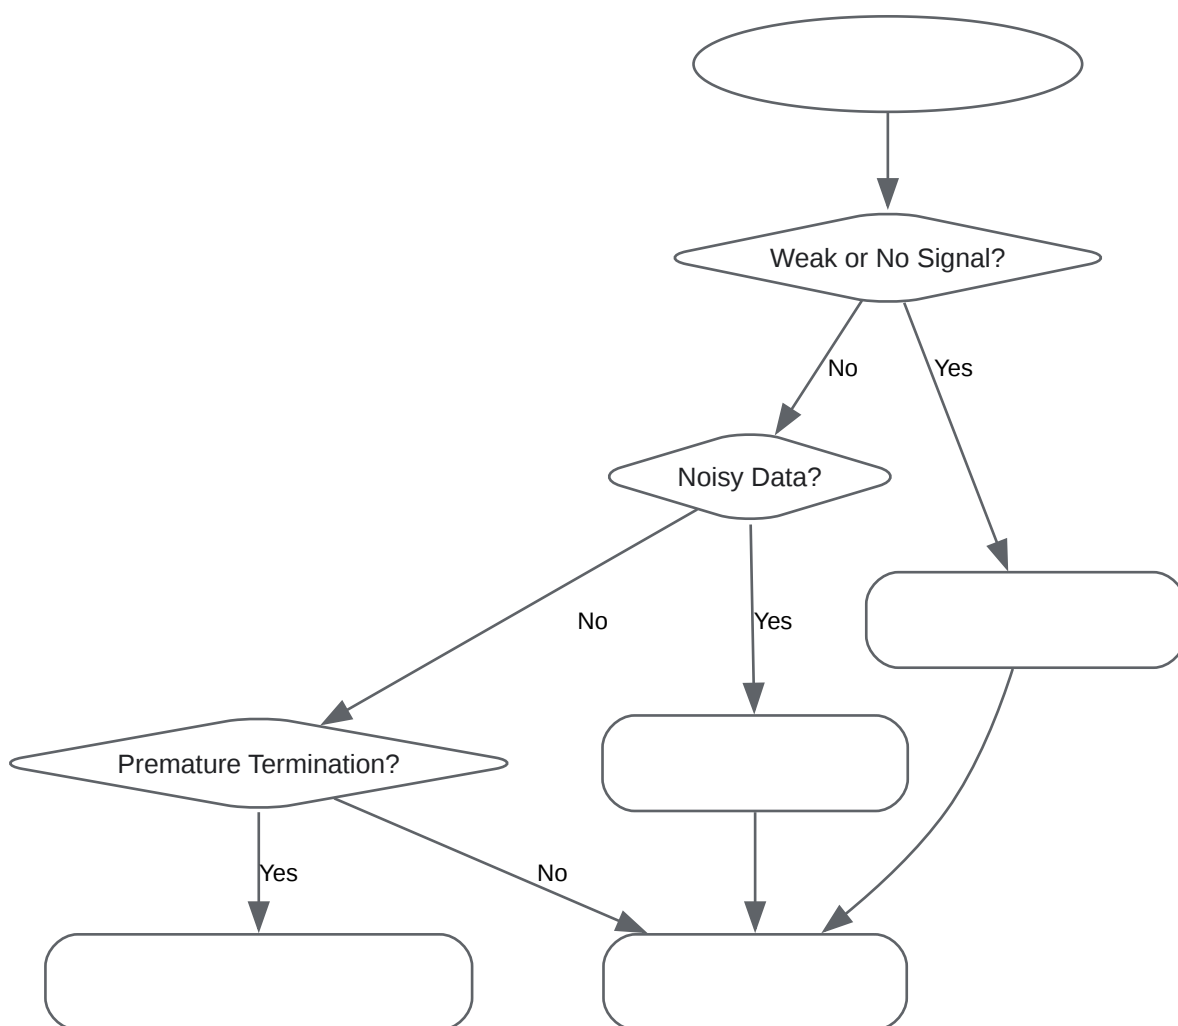 Weak or No Signal?
No
Yes
Noisy Data?
No
Yes
Premature Termination?
Yes
No